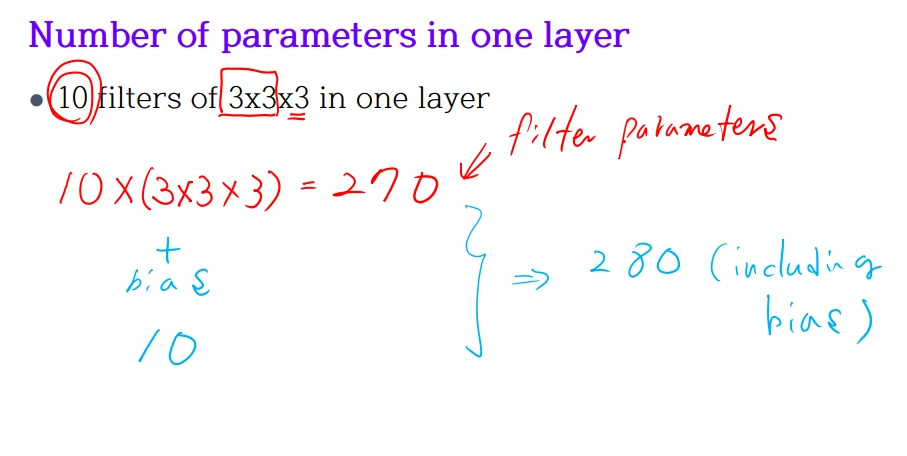 Number of parameters in one layer
• 10 filters of 3x3x3 in one layer
filter parameters
10 x (3x3x3) = 270
+
bias
10
⇒ 280 (including
bias)